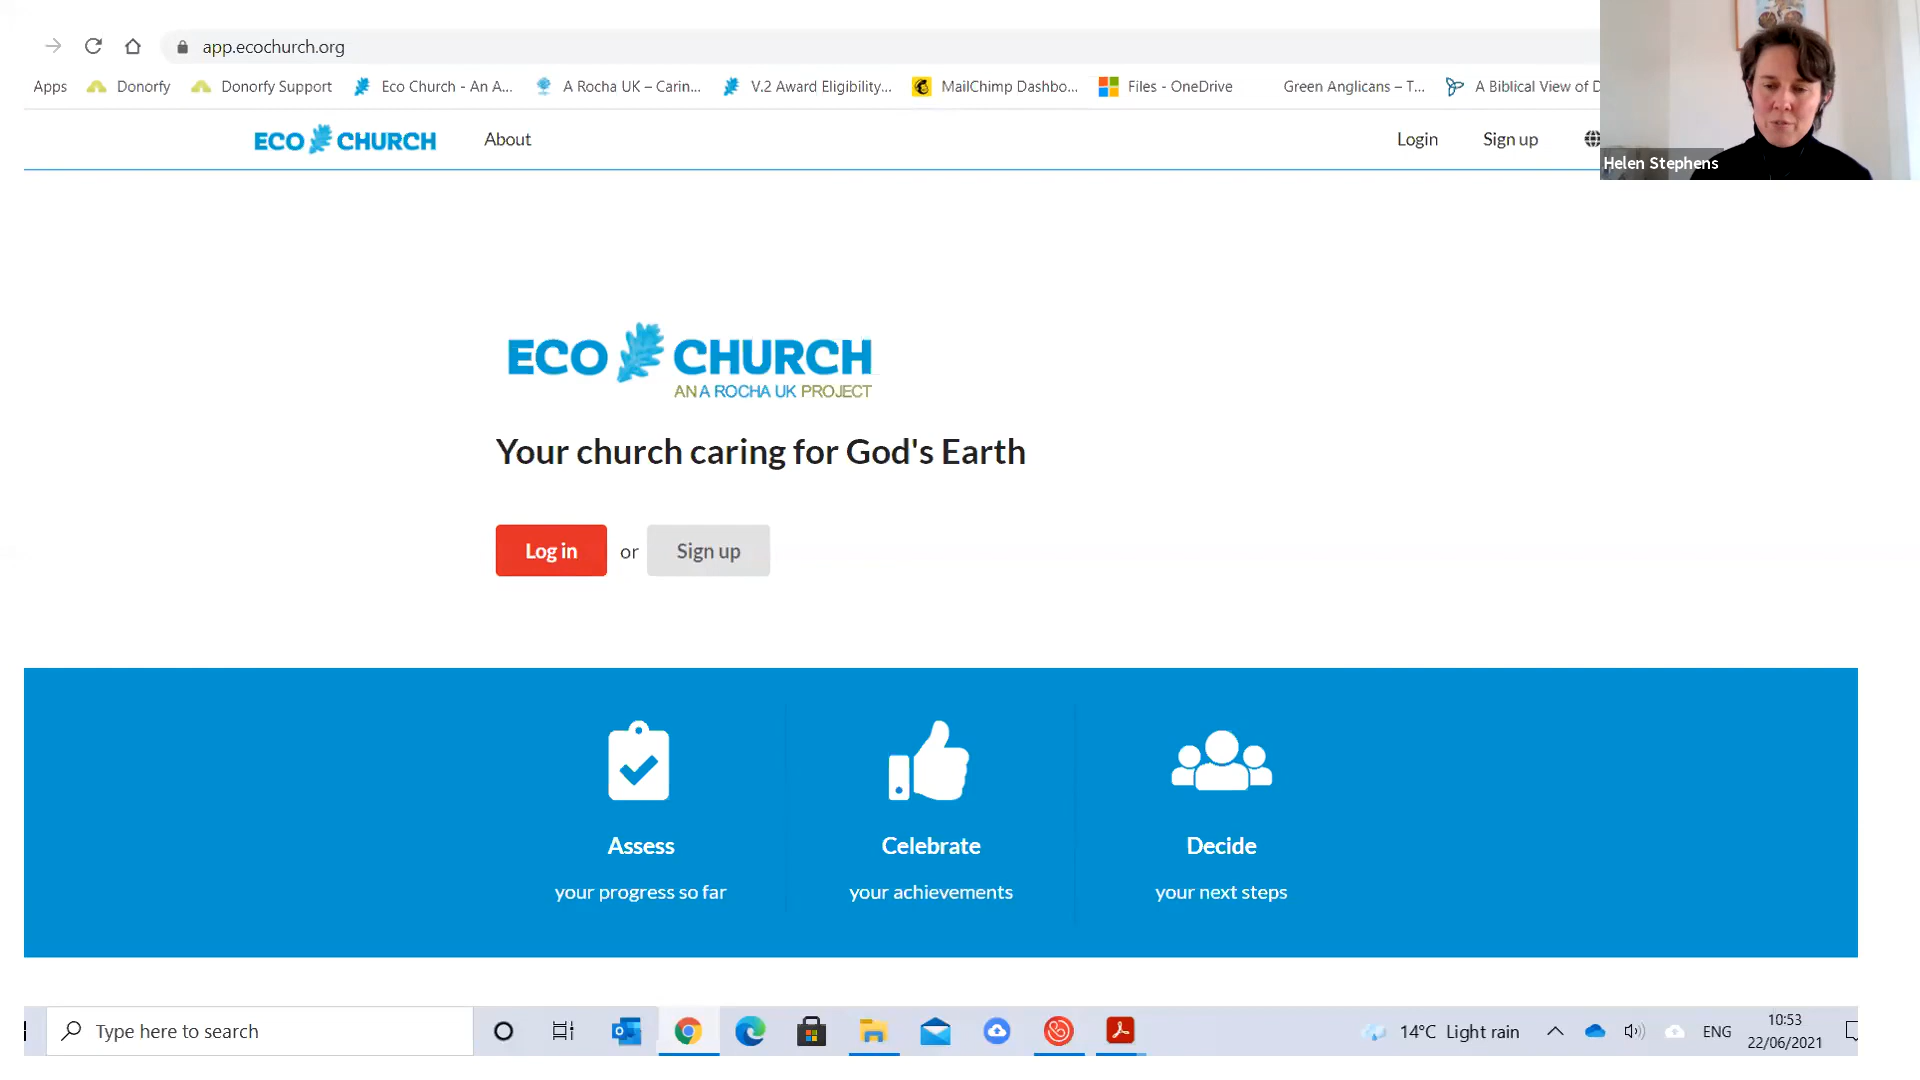 app.ecochurch.org
Apps Donorfy Donorfy Support Eco Church - An A... A Rocha UK – Carin... V.2 Award Eligibility... MailChimp Dashbo... Files - OneDrive Green Anglicans – T... A Biblical View of D
ECO CHURCH About Login Sign up
Helen Stephens
ECO CHURCH
AN A ROCHA UK PROJECT
Your church caring for God's Earth
Log in or Sign up
Assess Celebrate Decide
your progress so far your achievements your next steps
Type here to search 14°C Light rain ENG 10:53
22/06/2021